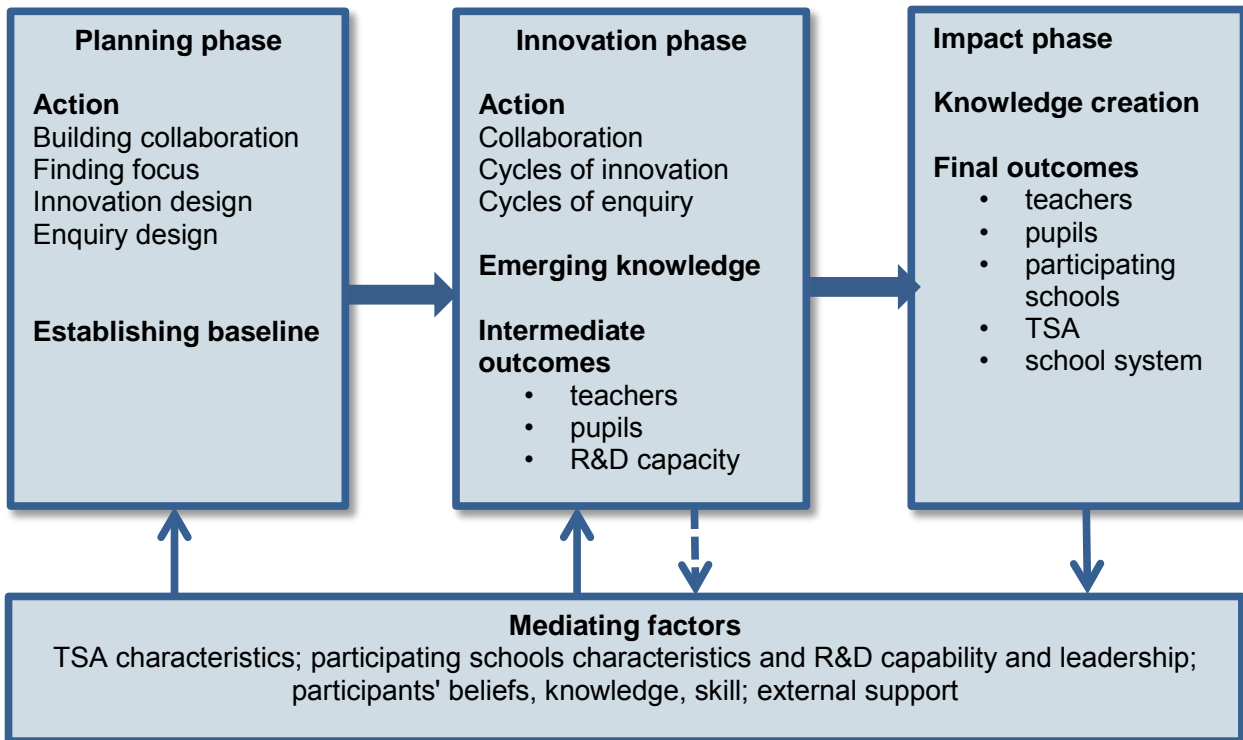 Planning phase
Action
Building collaboration
Finding focus
Innovation design
Enquiry design
Establishing baseline
Innovation phase
Action
Collaboration
Cycles of innovation
Cycles of enquiry
Emerging knowledge
Intermediate
outcomes
• teachers
• pupils
• R&D capacity
Impact phase
Knowledge creation
Final outcomes
• teachers
• pupils
• participating
schools
• TSA
• school system
Mediating factors
TSA characteristics; participating schools characteristics and R&D capability and leadership;
participants' beliefs, knowledge, skill; external support